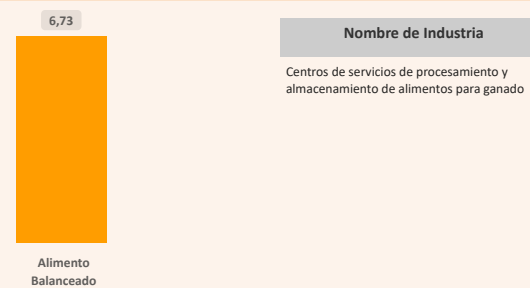 6,73
Alimento
Balanceado
Nombre de Industria
Centros de servicios de procesamiento y
almacenamiento de alimentos para ganado